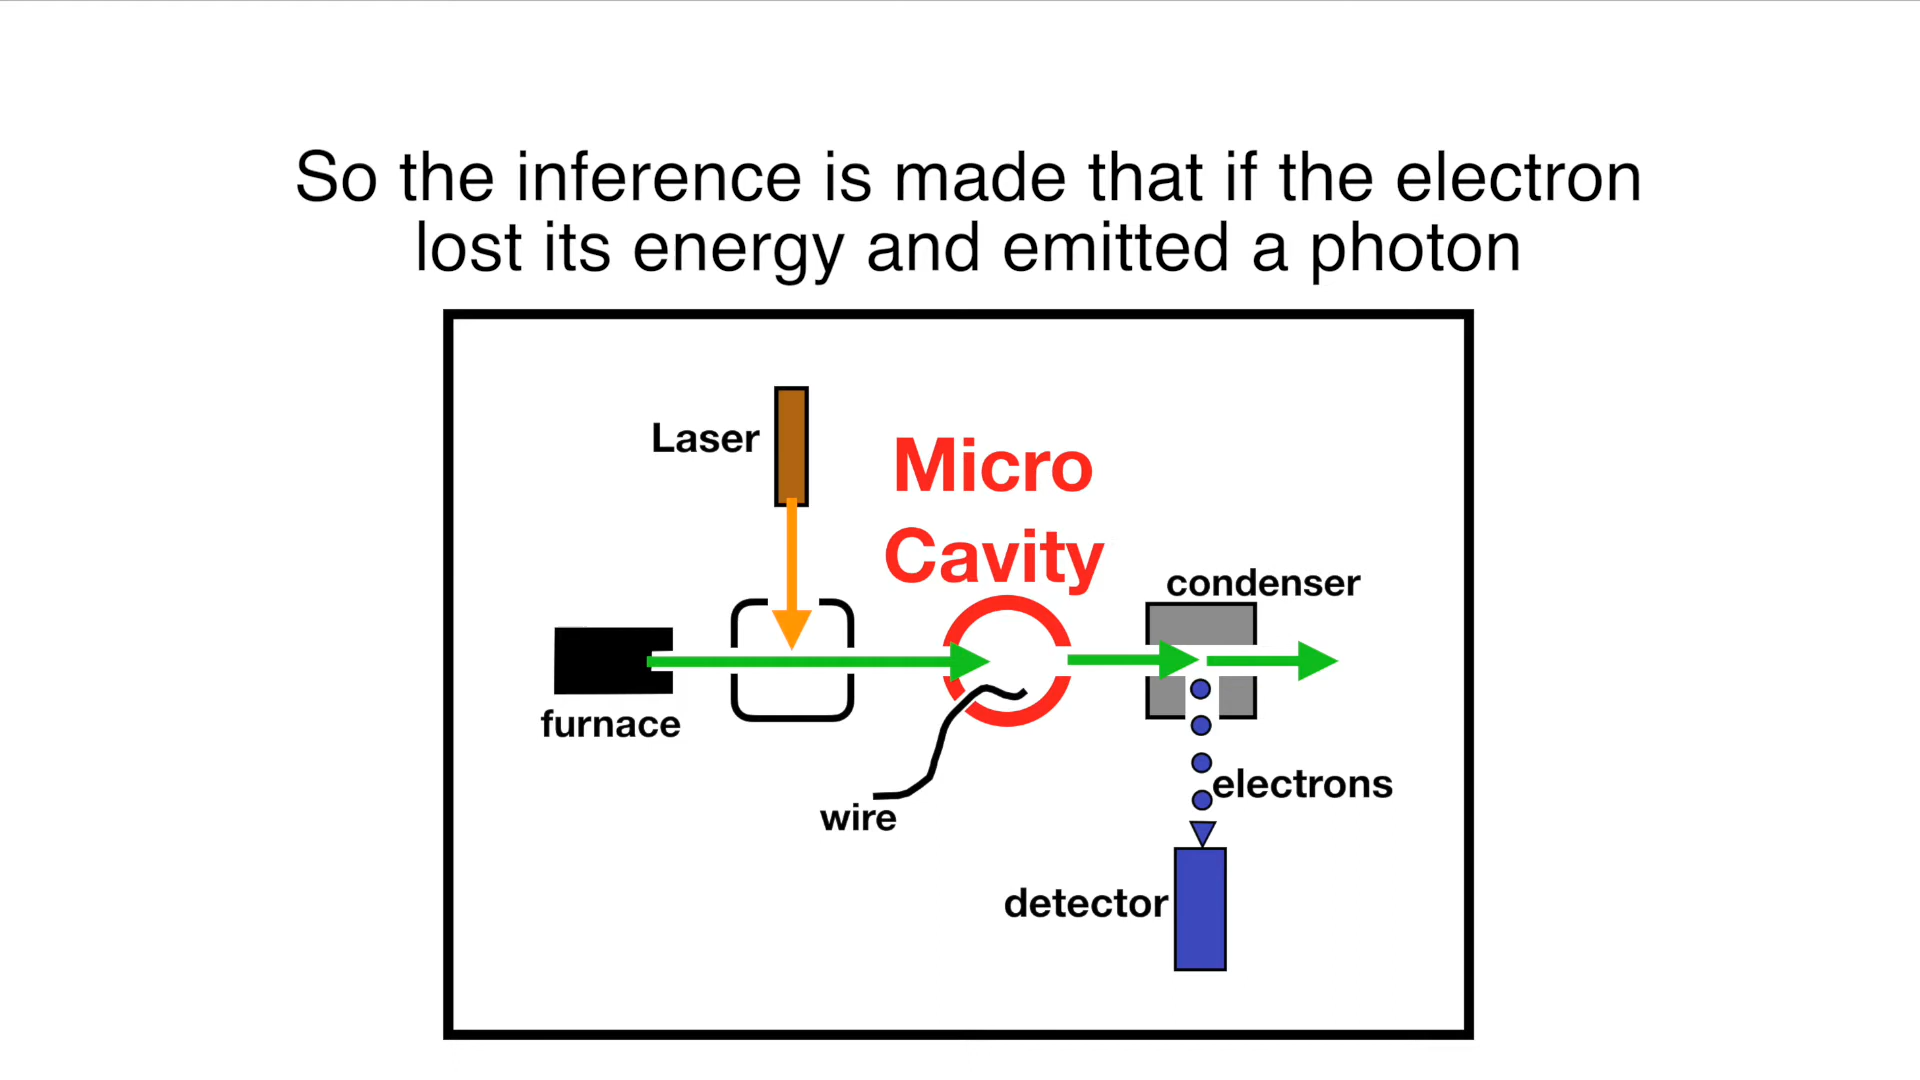 So the inference is made that if the electron
lost its energy and emitted a photon
Laser
Micro
Cavity
condenser
furnace
wire
electrons
detector